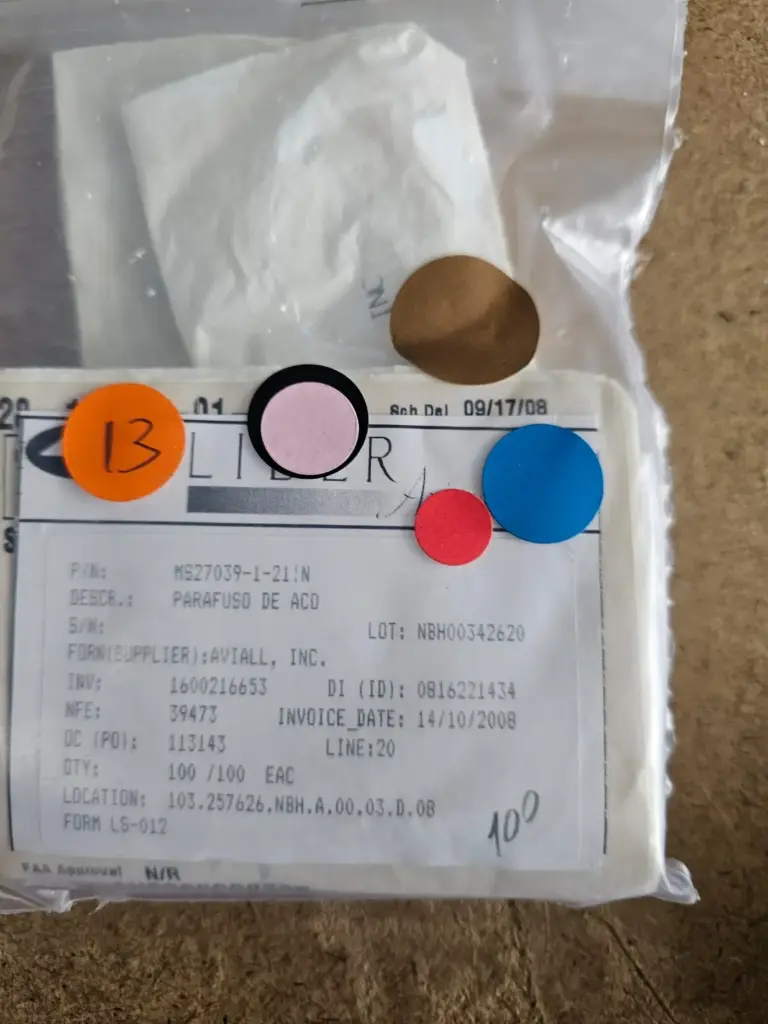 01
Sch Del 09/17/08
13
P/N: MS27039-1-21!N
DESCR.: PARAFUSO DE ACO
S/N: LOT: NBH00342620
FORN(SUPPLIER):AVIALL, INC.
INV: 1600216653 DI (ID): 0816221434
NFE: 39473 INVOICE_DATE: 14/10/2008
OC (PO): 113143 LINE:20
QTY: 100 /100 EAC
LOCATION: 103.257626.NBH.A.00.03.D.08
FORM LS-012
100
FAA Approval N/R